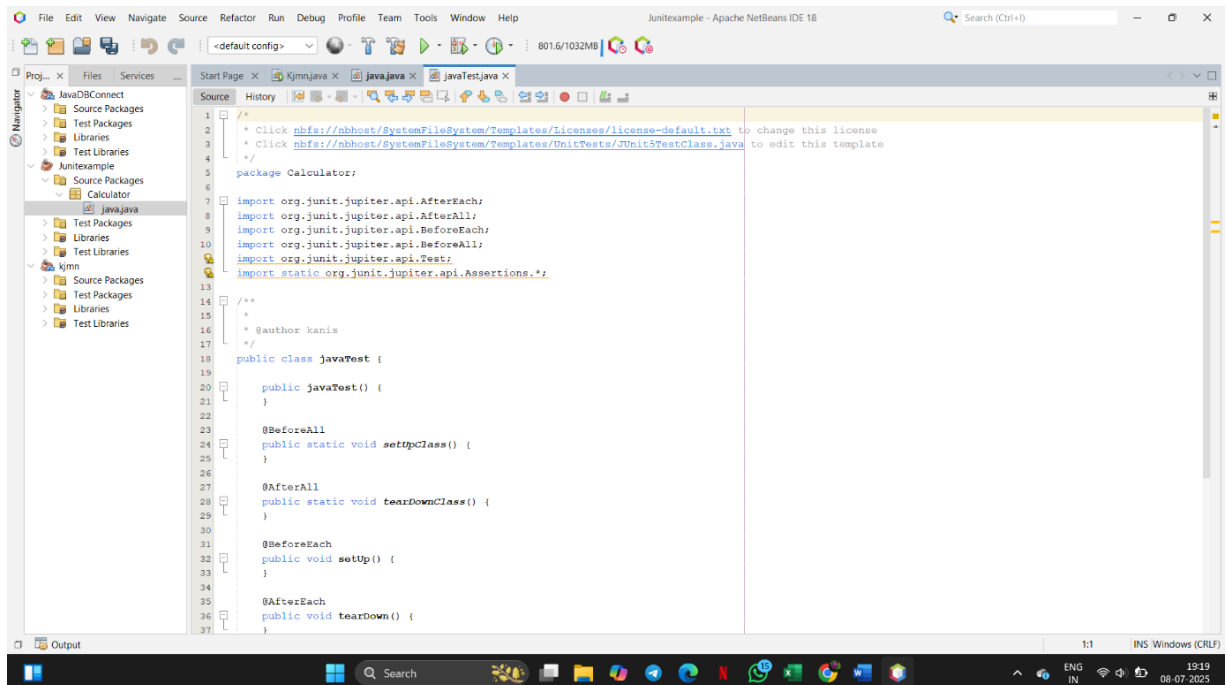 File Edit View Navigate Source Refactor Run Debug Profile Team Tools Window Help
Junitexample - Apache NetBeans IDE 18
Search (Ctrl+I)
<default config>
801.6/1032MB
Proj... Files Services
Start Page Kjmn.java java.java javaTest.java
Navigator
Source History
JavaDBConnect
Source Packages
Test Packages
Libraries
Test Libraries
Junitexample
Source Packages
Calculator
java.java
Test Packages
Libraries
Test Libraries
kjmn
Source Packages
Test Packages
Libraries
Test Libraries
1 /*
2 * Click nbfs://nbhost/SystemFileSystem/Templates/Licenses/license-default.txt to change this license
3 * Click nbfs://nbhost/SystemFileSystem/Templates/UnitTests/JUnit5TestClass.java to edit this template
4 */
5 package Calculator;
6
7 import org.junit.jupiter.api.AfterEach;
8 import org.junit.jupiter.api.AfterAll;
9 import org.junit.jupiter.api.BeforeEach;
10 import org.junit.jupiter.api.BeforeAll;
import org.junit.jupiter.api.Test;
import static org.junit.jupiter.api.Assertions.*;
13
14 /**
15 *
16 * @author kanis
17 */
18 public class javaTest {
19
20 public javaTest() {
21 }
22
23 @BeforeAll
24 public static void setUpClass() {
25 }
26
27 @AfterAll
28 public static void tearDownClass() {
29 }
30
31 @BeforeEach
32 public void setUp() {
33 }
34
35 @AfterEach
36 public void tearDown() {
37 }
Output
1:1 INS Windows (CRLF)
Search
15
ENG
IN
19:19
08-07-2025